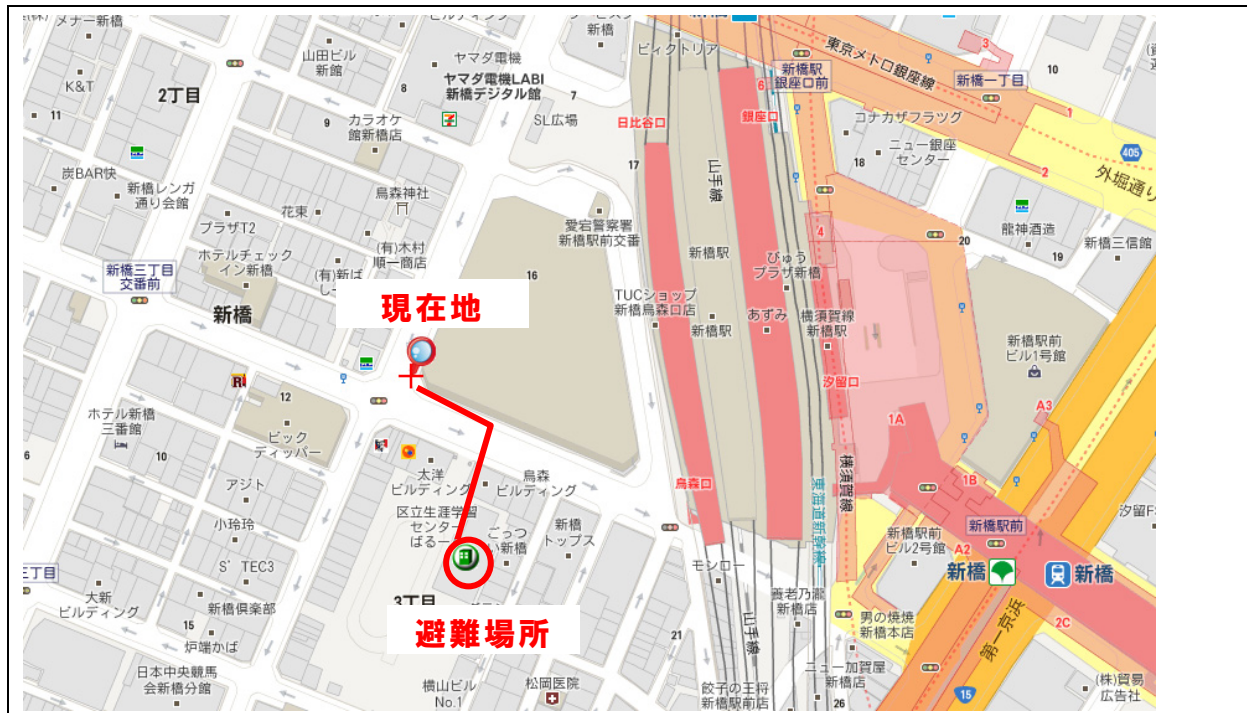 メナー新橋
K&T
2丁目
11
炭BAR快
新橋レンガ
通り会館
プラザT2
花束
山田ビル
新館
9
カラオケ
館新橋店
8
ヤマダ電機
ヤマダ電機LABI
新橋デジタル館
7
新橋
SL広場
烏森神社
(有)木村
順一商店
(有)新ば
し
ホテルチェック
イン新橋
新橋三丁目
交番前
新橋
ビィクトリア
日比谷口
17
愛宕警察署
新橋駅前交番
16
TUCショップ
新橋烏森口店
山手線
新橋駅
新橋駅
6
銀座口
新橋駅
銀座口前
東京メトロ銀座線
新橋一丁目
3
10
1
2
405
外堀通り
コナカザフラッグ
18
ニュー銀座
センター
4
20
龍神酒造
19
新橋三信館
びゅう
プラザ新橋
あずみ
横須賀線
新橋駅
汐留口
新橋駅前
ビル1号館
A3
1A
1B
新橋駅前
汐留F
新橋駅前
ビル2号館
A2
新橋
新橋
2C
第一京浜
15
(株)貿易
広告社
横須賀線
東海道新幹線
烏森口
モシロー
山手線
養老乃瀧
新橋店
男の焼焼
新橋本店
ニュー加賀屋
新橋店
26
餃子の王将
新橋駅前店
21
現在地
12
ビック
ディッパー
ホテル新橋
三番館
10
6
アジト
小玲玲
S'TEC3
新橋倶楽部
15
炉端かば
三丁目
大新
ビルディング
日本中央競馬
会新橋分館
太洋
ビルディング
烏森
ビルディング
区立生涯学習
センター
ばるー
ごっつ
い新橋
新橋
トップス
3丁目
避難場所
横山ビル
No.1
松岡医院